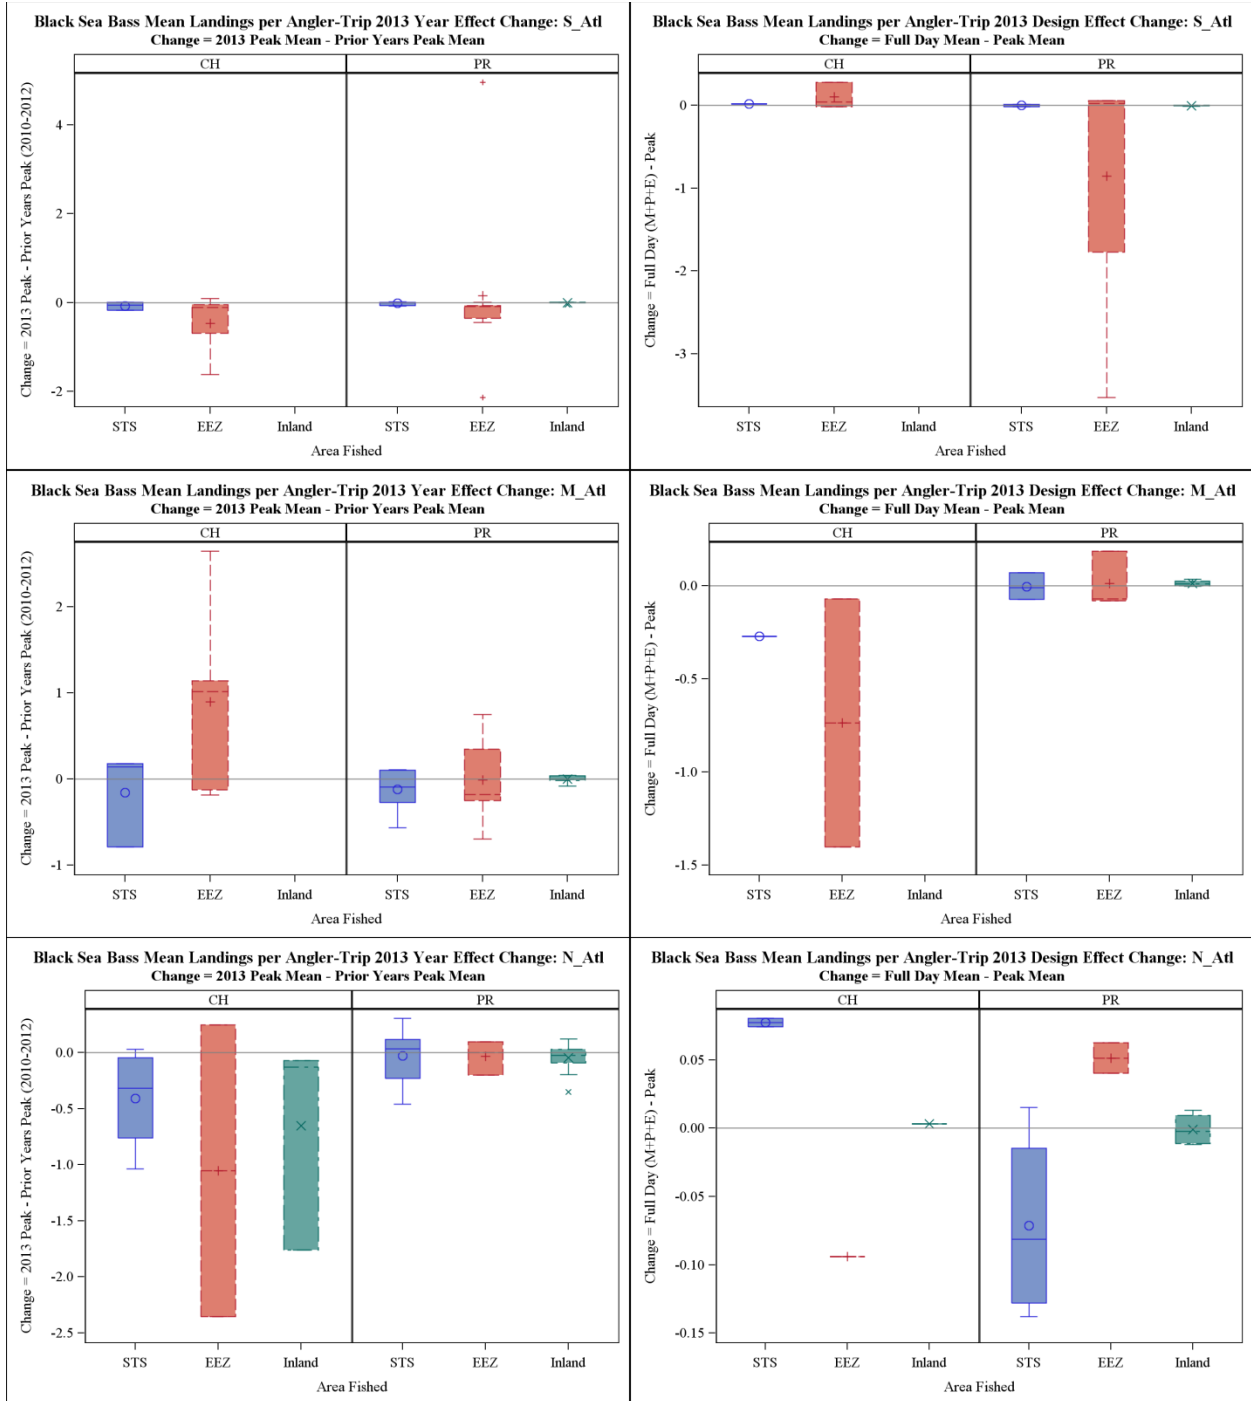 Black Sea Bass Mean Landings per Angler-Trip 2013 Year Effect Change: S_Atl
Change = 2013 Peak Mean - Prior Years Peak Mean
CH PR
Change = 2013 Peak - Prior Years Peak (2010-2012)
4
2
0
-2
STS EEZ Inland STS EEZ Inland
Area Fished
Black Sea Bass Mean Landings per Angler-Trip 2013 Design Effect Change: S_Atl
Change = Full Day Mean - Peak Mean
CH PR
Change = Full Day (M+P+E) - Peak
0
-1
-2
-3
STS EEZ Inland STS EEZ Inland
Area Fished
Black Sea Bass Mean Landings per Angler-Trip 2013 Year Effect Change: M_Atl
Change = 2013 Peak Mean - Prior Years Peak Mean
CH PR
Change = 2013 Peak - Prior Years Peak (2010-2012)
2
1
0
-1
STS EEZ Inland STS EEZ Inland
Area Fished
Black Sea Bass Mean Landings per Angler-Trip 2013 Design Effect Change: M_Atl
Change = Full Day Mean - Peak Mean
CH PR
Change = Full Day (M+P+E) - Peak
0.0
-0.5
-1.0
-1.5
STS EEZ Inland STS EEZ Inland
Area Fished
Black Sea Bass Mean Landings per Angler-Trip 2013 Year Effect Change: N_Atl
Change = 2013 Peak Mean - Prior Years Peak Mean
CH PR
Change = 2013 Peak - Prior Years Peak (2010-2012)
0.0
-0.5
-1.0
-1.5
-2.0
-2.5
STS EEZ Inland STS EEZ Inland
Area Fished
Black Sea Bass Mean Landings per Angler-Trip 2013 Design Effect Change: N_Atl
Change = Full Day Mean - Peak Mean
CH PR
Change = Full Day (M+P+E) - Peak
0.05
0.00
-0.05
-0.10
-0.15
STS EEZ Inland STS EEZ Inland
Area Fished